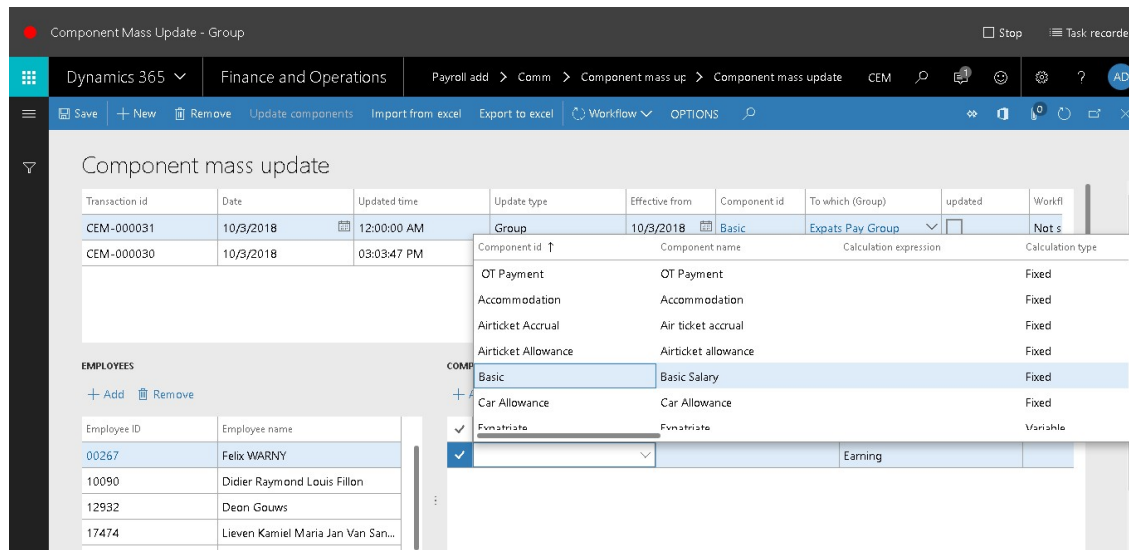 Component Mass Update - Group Stop Task recorde
Dynamics 365 Finance and Operations Payroll add > Comm > Component mass up > Component mass update CEM ? AD
Save New Remove Update components Import from excel Export to excel Workflow OPTIONS 0
Component mass update
Transaction id Date Updated time Update type Effective from Component id To which (Group) updated Workfl
CEM-000031 10/3/2018 12:00:00 AM Group 10/3/2018 Basic Expats Pay Group Not s
CEM-000030 10/3/2018 03:03:47 PM
Component id Component name Calculation expression Calculation type
OT Payment OT Payment Fixed
Accommodation Accommodation Fixed
Airticket Accrual Air ticket accrual Fixed
Airticket Allowance Airticket allowance Fixed
Basic Basic Salary Fixed
Car Allowance Car Allowance Fixed
Expatriate Expatriate Variable
EMPLOYEES COMP
Add Remove A
Employee ID Employee name
00267 Felix WARNY Earning
10090 Didier Raymond Louis Fillon
12932 Deon Gouws
17474 Lieven Kamiel Maria Jan Van San...